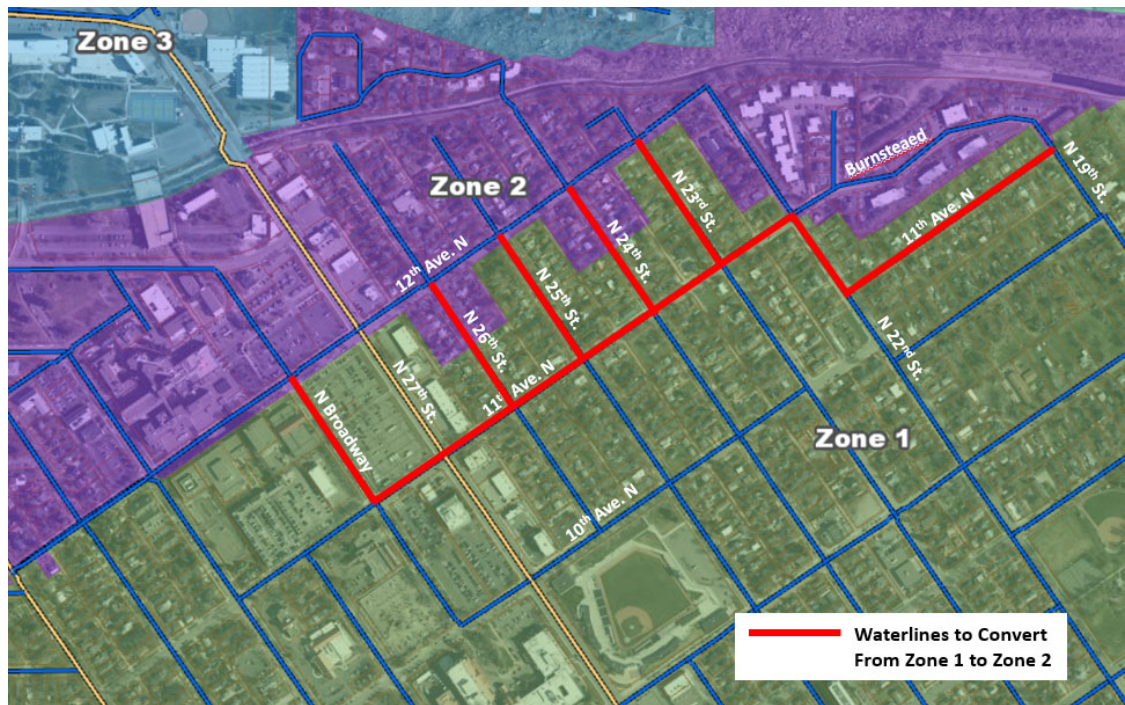 Zone 3
Burnsteaed
N 19th St.
Zone 2
N 23rd St.
11th Ave. N
12th Ave. N
N 24th St.
N 25th St.
N 26th St.
N 22nd St.
N 27th St.
11th Ave. N
N Broadway
Zone 1
10th Ave. N
Waterlines to Convert
From Zone 1 to Zone 2